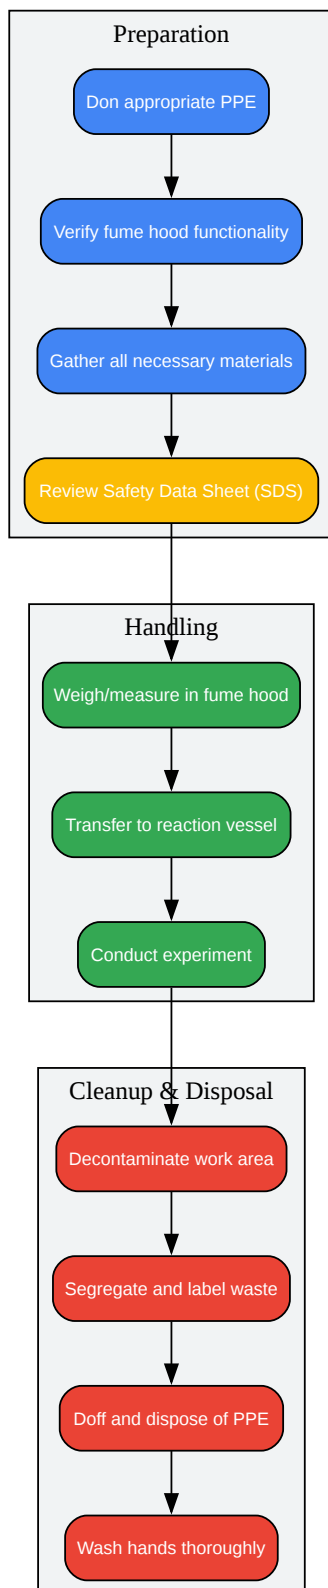 Preparation
Don appropriate PPE
Verify fume hood functionality
Gather all necessary materials
Review Safety Data Sheet (SDS)
Handling
Weigh/measure in fume hood
Transfer to reaction vessel
Conduct experiment
Cleanup & Disposal
Decontaminate work area
Segregate and label waste
Doff and dispose of PPE
Wash hands thoroughly